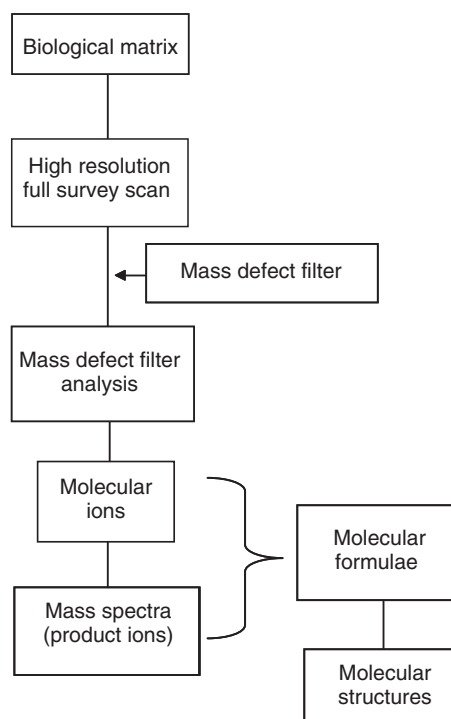 Biological matrix
High resolution
full survey scan
Mass defect filter
Mass defect filter
analysis
Molecular
ions
Mass spectra
(product ions)
Molecular
formulae
Molecular
structures